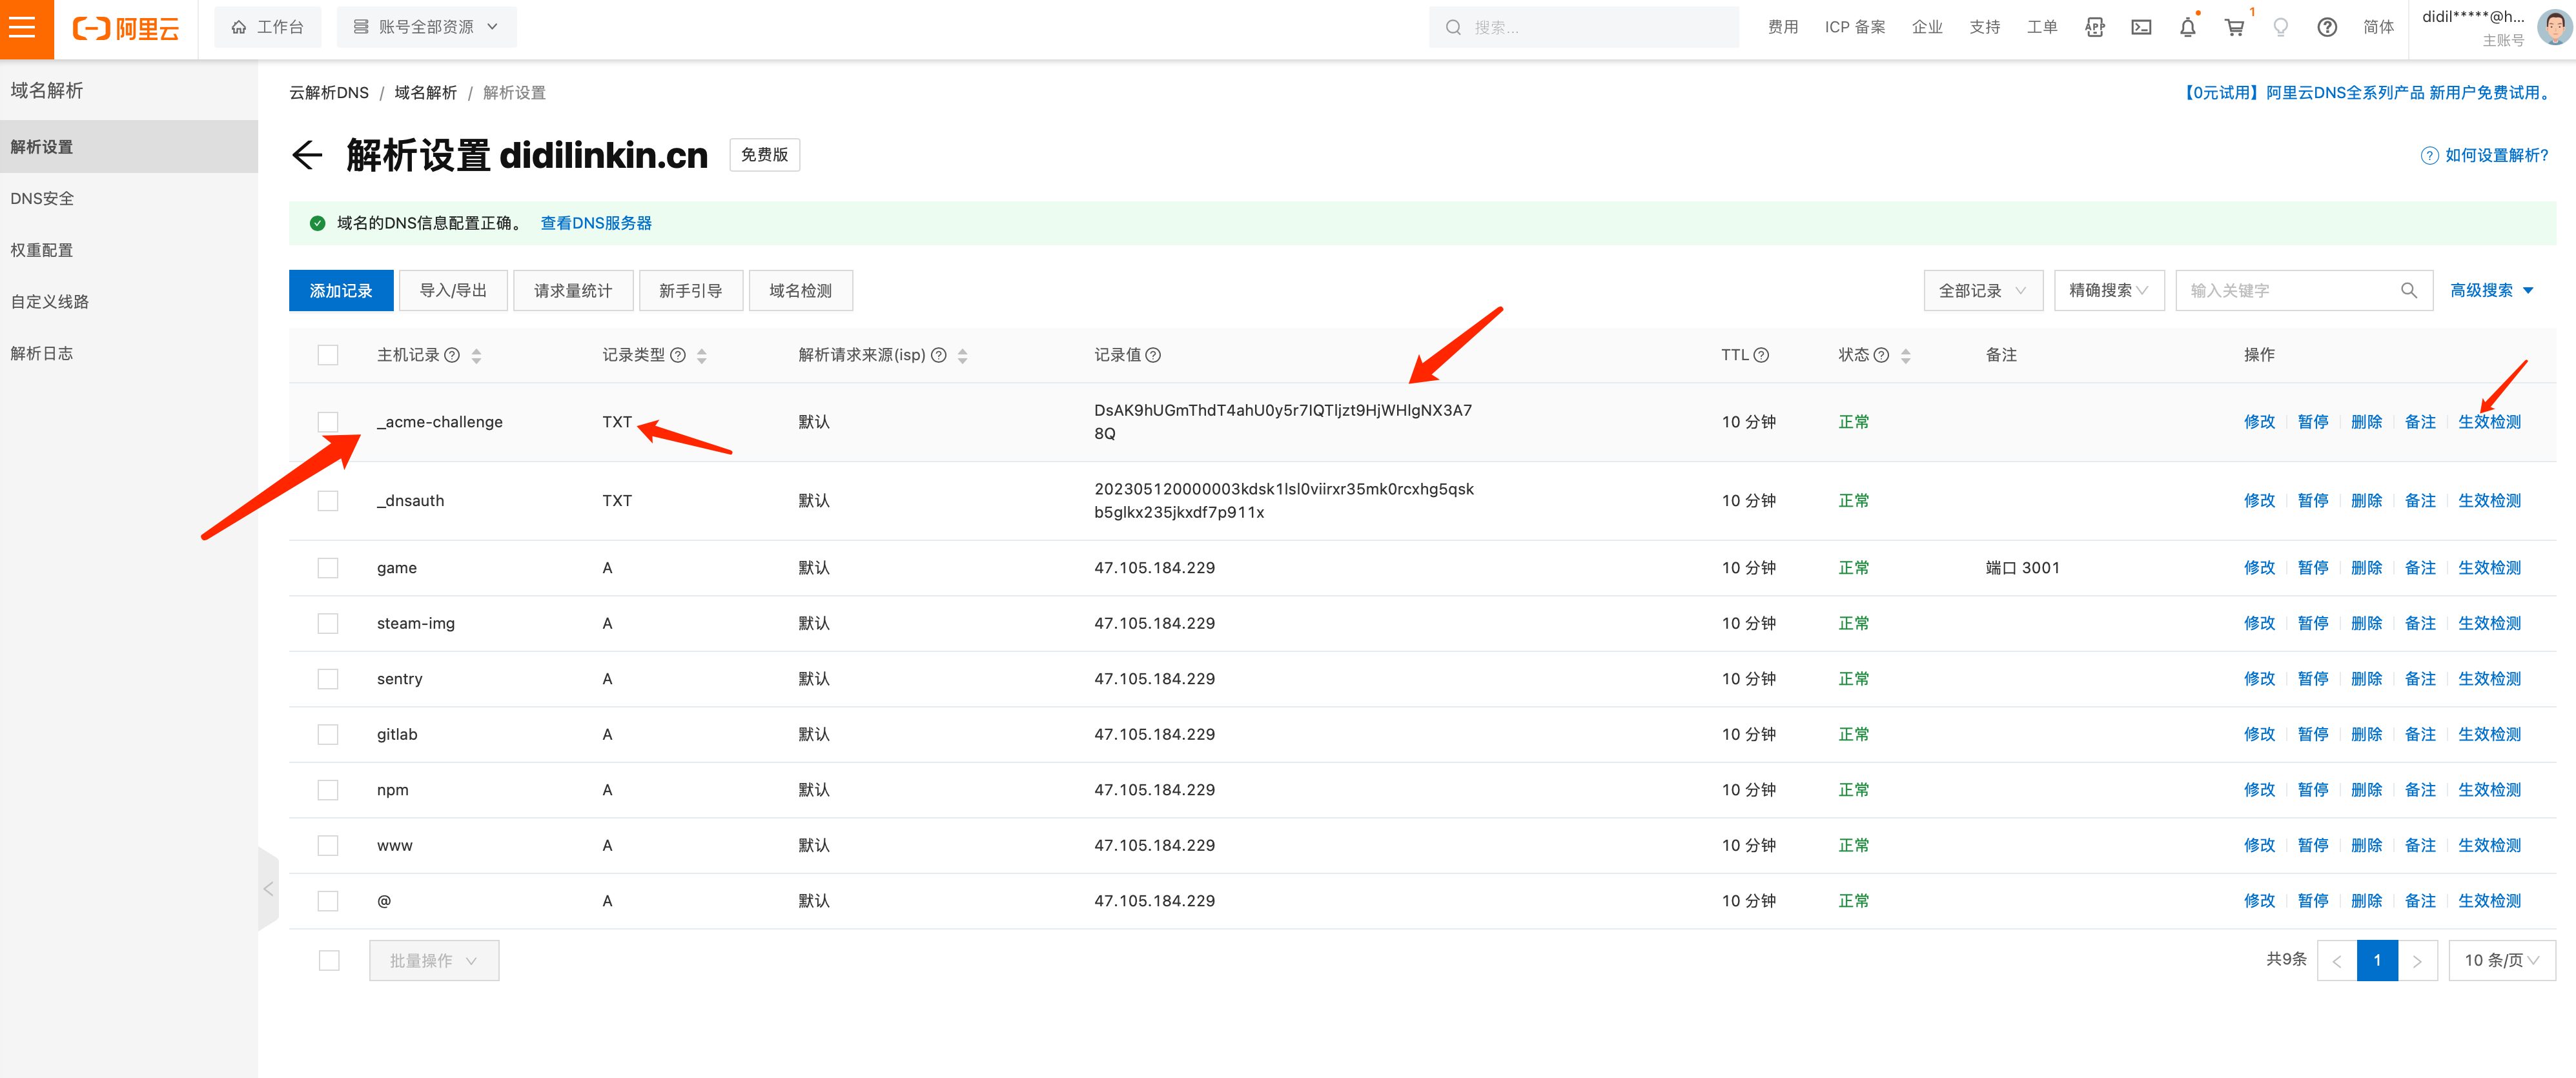 阿里云
工作台
账号全部资源
搜索...
费用
ICP 备案
企业
支持
工单
APP
1
简体
didil*****@h...
主账号
域名解析
解析设置
DNS安全
权重配置
自定义线路
解析日志
云解析DNS / 域名解析 / 解析设置
【0元试用】阿里云DNS全系列产品 新用户免费试用。
解析设置 didilinkin.cn
免费版
如何设置解析?
域名的DNS信息配置正确。 查看DNS服务器
添加记录 导入/导出 请求量统计 新手引导 域名检测
全部记录 精确搜索 输入关键字 高级搜索
主机记录 记录类型 解析请求来源(isp) 记录值 TTL 状态 备注 操作
_acme-challenge TXT 默认 DsAK9hUGmThdT4ahU0y5r7IQTljzt9HjWHlgNX3A7
8Q 10 分钟 正常 修改 暂停 删除 备注 生效检测
_dnsauth TXT 默认 202305120000003kdsk1lsl0viirxr35mk0rcxhg5qsk
b5glkx235jkxdf7p911x 10 分钟 正常 修改 暂停 删除 备注 生效检测
game A 默认 47.105.184.229 10 分钟 正常 端口 3001 修改 暂停 删除 备注 生效检测
steam-img A 默认 47.105.184.229 10 分钟 正常 修改 暂停 删除 备注 生效检测
sentry A 默认 47.105.184.229 10 分钟 正常 修改 暂停 删除 备注 生效检测
gitlab A 默认 47.105.184.229 10 分钟 正常 修改 暂停 删除 备注 生效检测
npm A 默认 47.105.184.229 10 分钟 正常 修改 暂停 删除 备注 生效检测
www A 默认 47.105.184.229 10 分钟 正常 修改 暂停 删除 备注 生效检测
@ A 默认 47.105.184.229 10 分钟 正常 修改 暂停 删除 备注 生效检测
批量操作
共9条 < 1 > 10 条/页